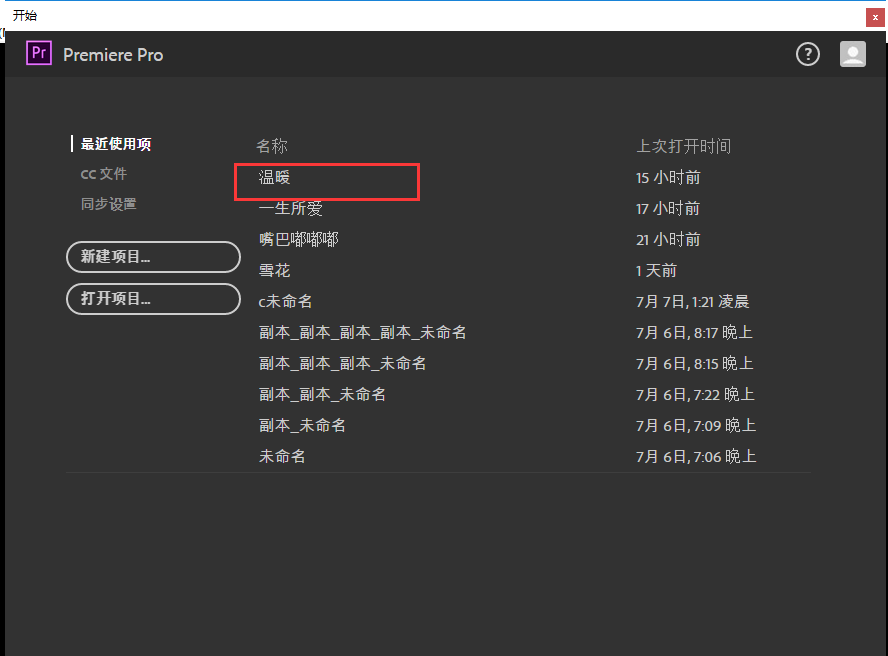 开始
x
Pr Premiere Pro ?
最近使用项
CC 文件
同步设置
新建项目...
打开项目...
名称 上次打开时间
温暖 15 小时前
一生所爱 17 小时前
嘴巴嘟嘟嘟 21 小时前
雪花 1 天前
c未命名 7月 7日, 1:21 凌晨
副本_副本_副本_副本_未命名 7月 6日, 8:17 晚上
副本_副本_副本_未命名 7月 6日, 8:15 晚上
副本_副本_未命名 7月 6日, 7:22 晚上
副本_未命名 7月 6日, 7:09 晚上
未命名 7月 6日, 7:06 晚上